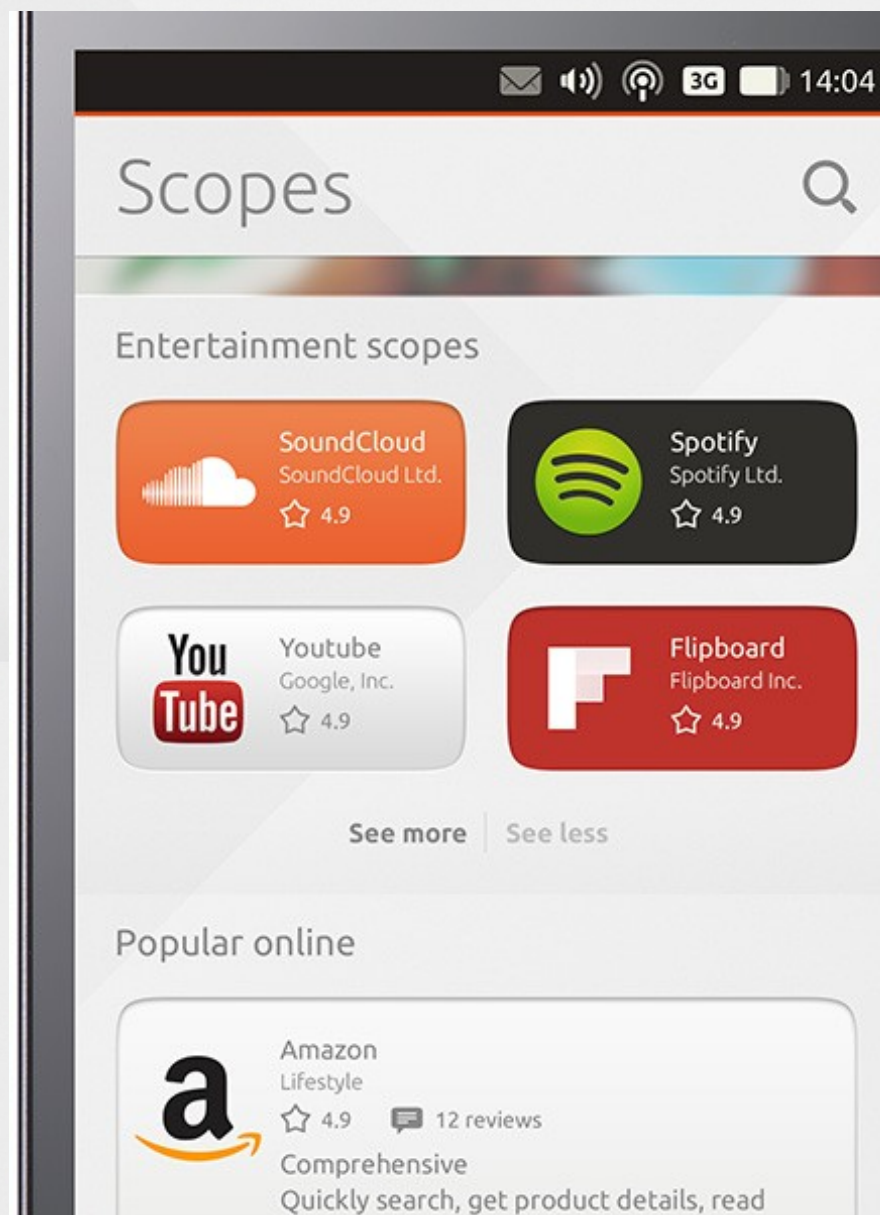 3G 14:04
Scopes
Entertainment scopes
SoundCloud
SoundCloud Ltd.
4.9
Spotify
Spotify Ltd.
4.9
You
Tube
Youtube
Google, Inc.
4.9
Flipboard
Flipboard Inc.
4.9
See more See less
Popular online
a
Amazon
Lifestyle
4.9 12 reviews
Comprehensive
Quickly search, get product details, read